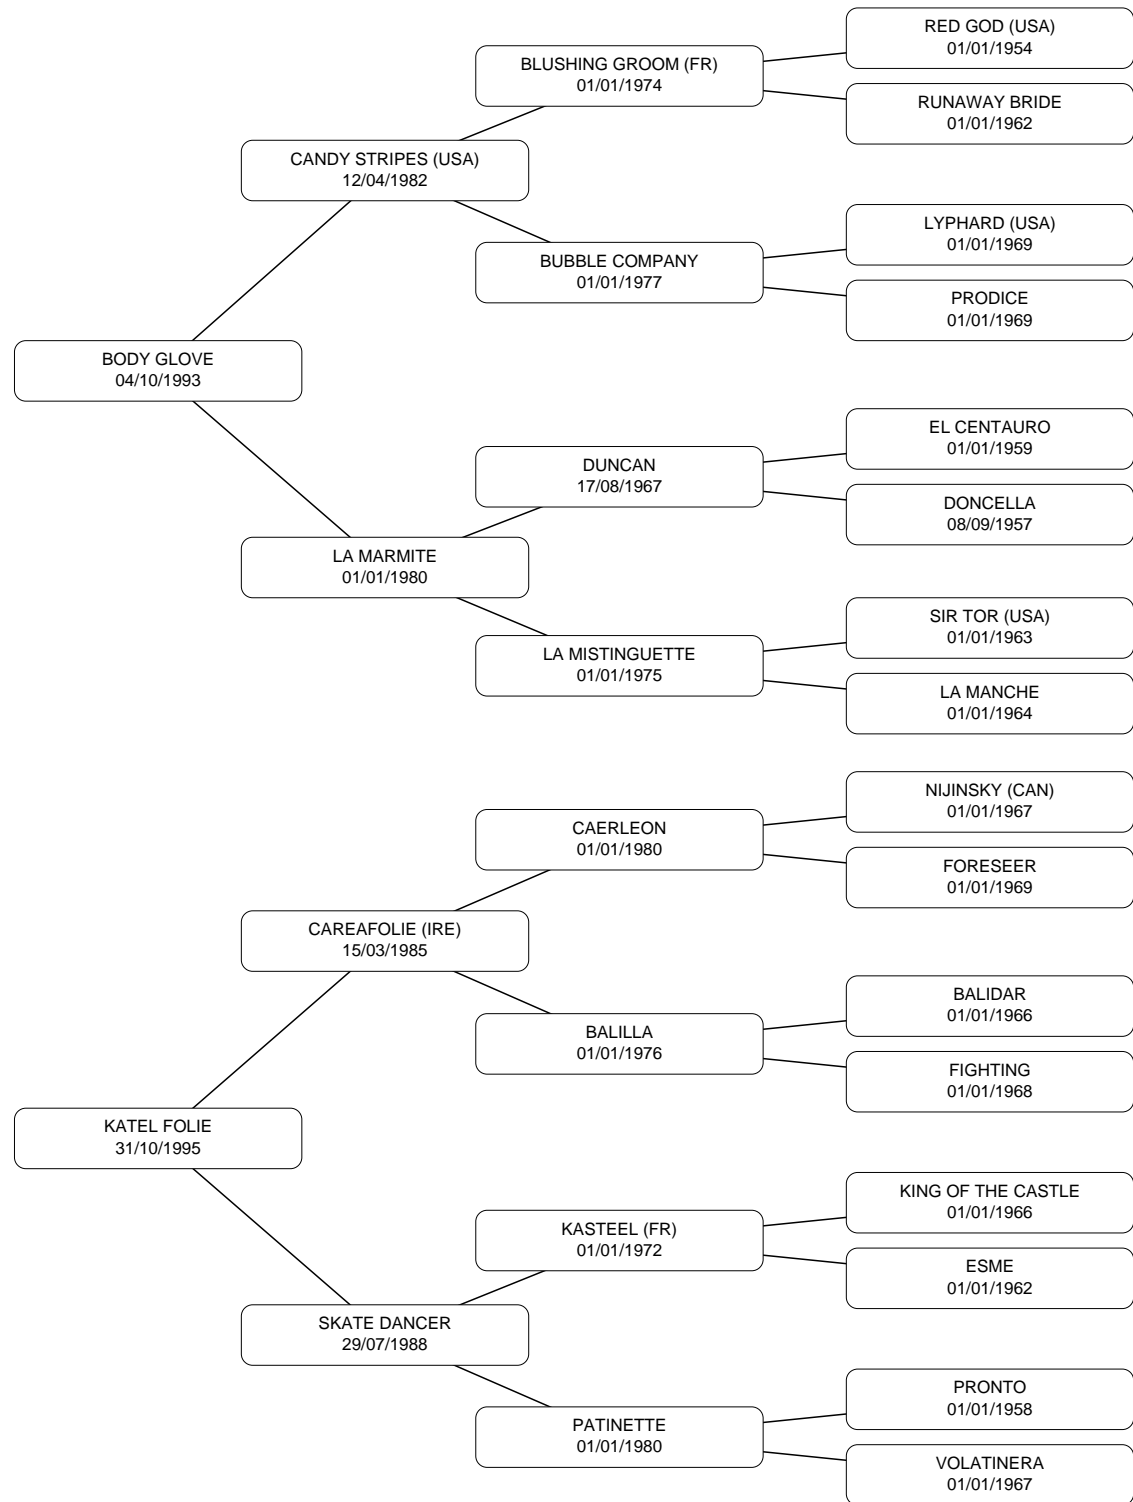 RED GOD (USA)
01/01/1954
BLUSHING GROOM (FR)
01/01/1974
RUNAWAY BRIDE
01/01/1962
CANDY STRIPES (USA)
12/04/1982
LYPHARD (USA)
01/01/1969
BUBBLE COMPANY
01/01/1977
PRODICE
01/01/1969
BODY GLOVE
04/10/1993
EL CENTAURO
01/01/1959
DUNCAN
17/08/1967
DONCELLA
08/09/1957
LA MARMITE
01/01/1980
SIR TOR (USA)
01/01/1963
LA MISTINGUETTE
01/01/1975
LA MANCHE
01/01/1964
NIJINSKY (CAN)
01/01/1967
CAERLEON
01/01/1980
FORESEER
01/01/1969
CAREAFOLIE (IRE)
15/03/1985
BALIDAR
01/01/1966
BALILLA
01/01/1976
FIGHTING
01/01/1968
KATEL FOLIE
31/10/1995
KING OF THE CASTLE
01/01/1966
KASTEEL (FR)
01/01/1972
ESME
01/01/1962
SKATE DANCER
29/07/1988
PRONTO
01/01/1958
PATINETTE
01/01/1980
VOLATINERA
01/01/1967